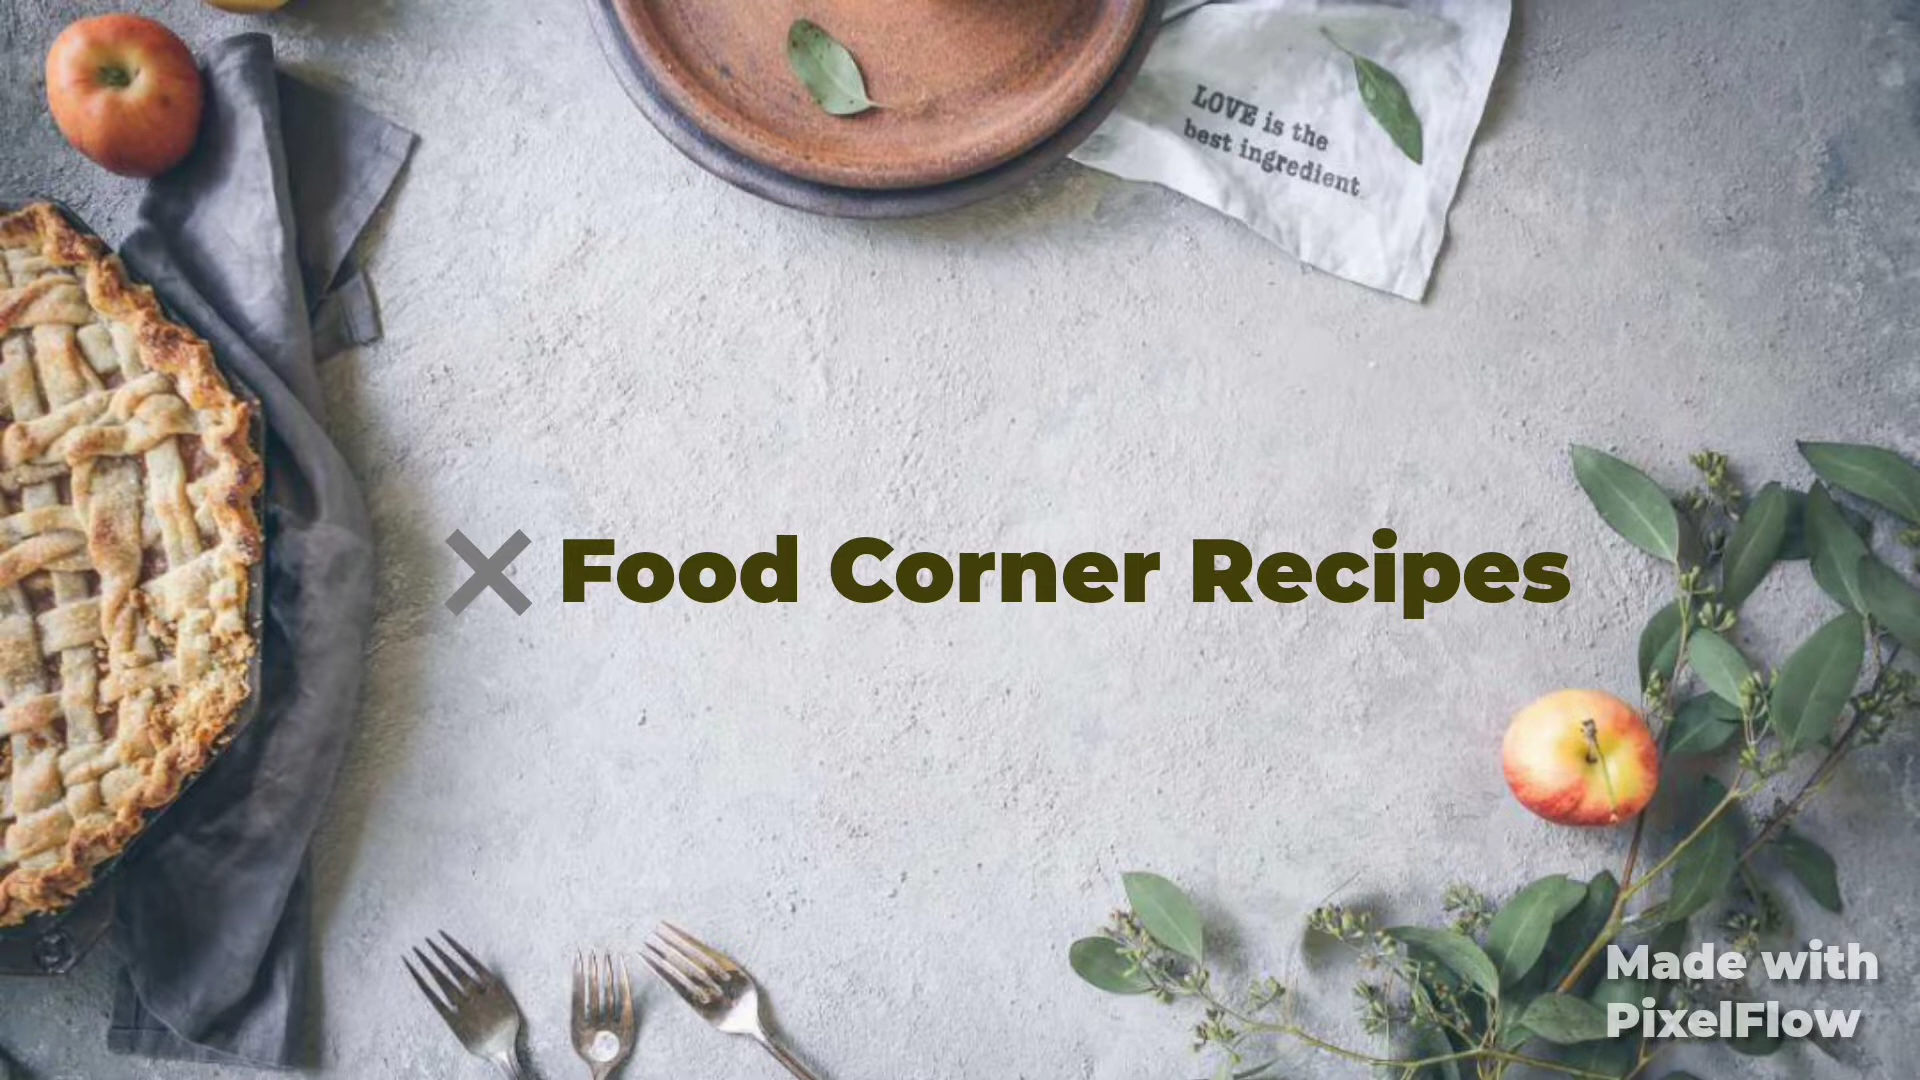 LOVE is the
best ingredient
Food Corner Recipes
Made with
PixelFlow